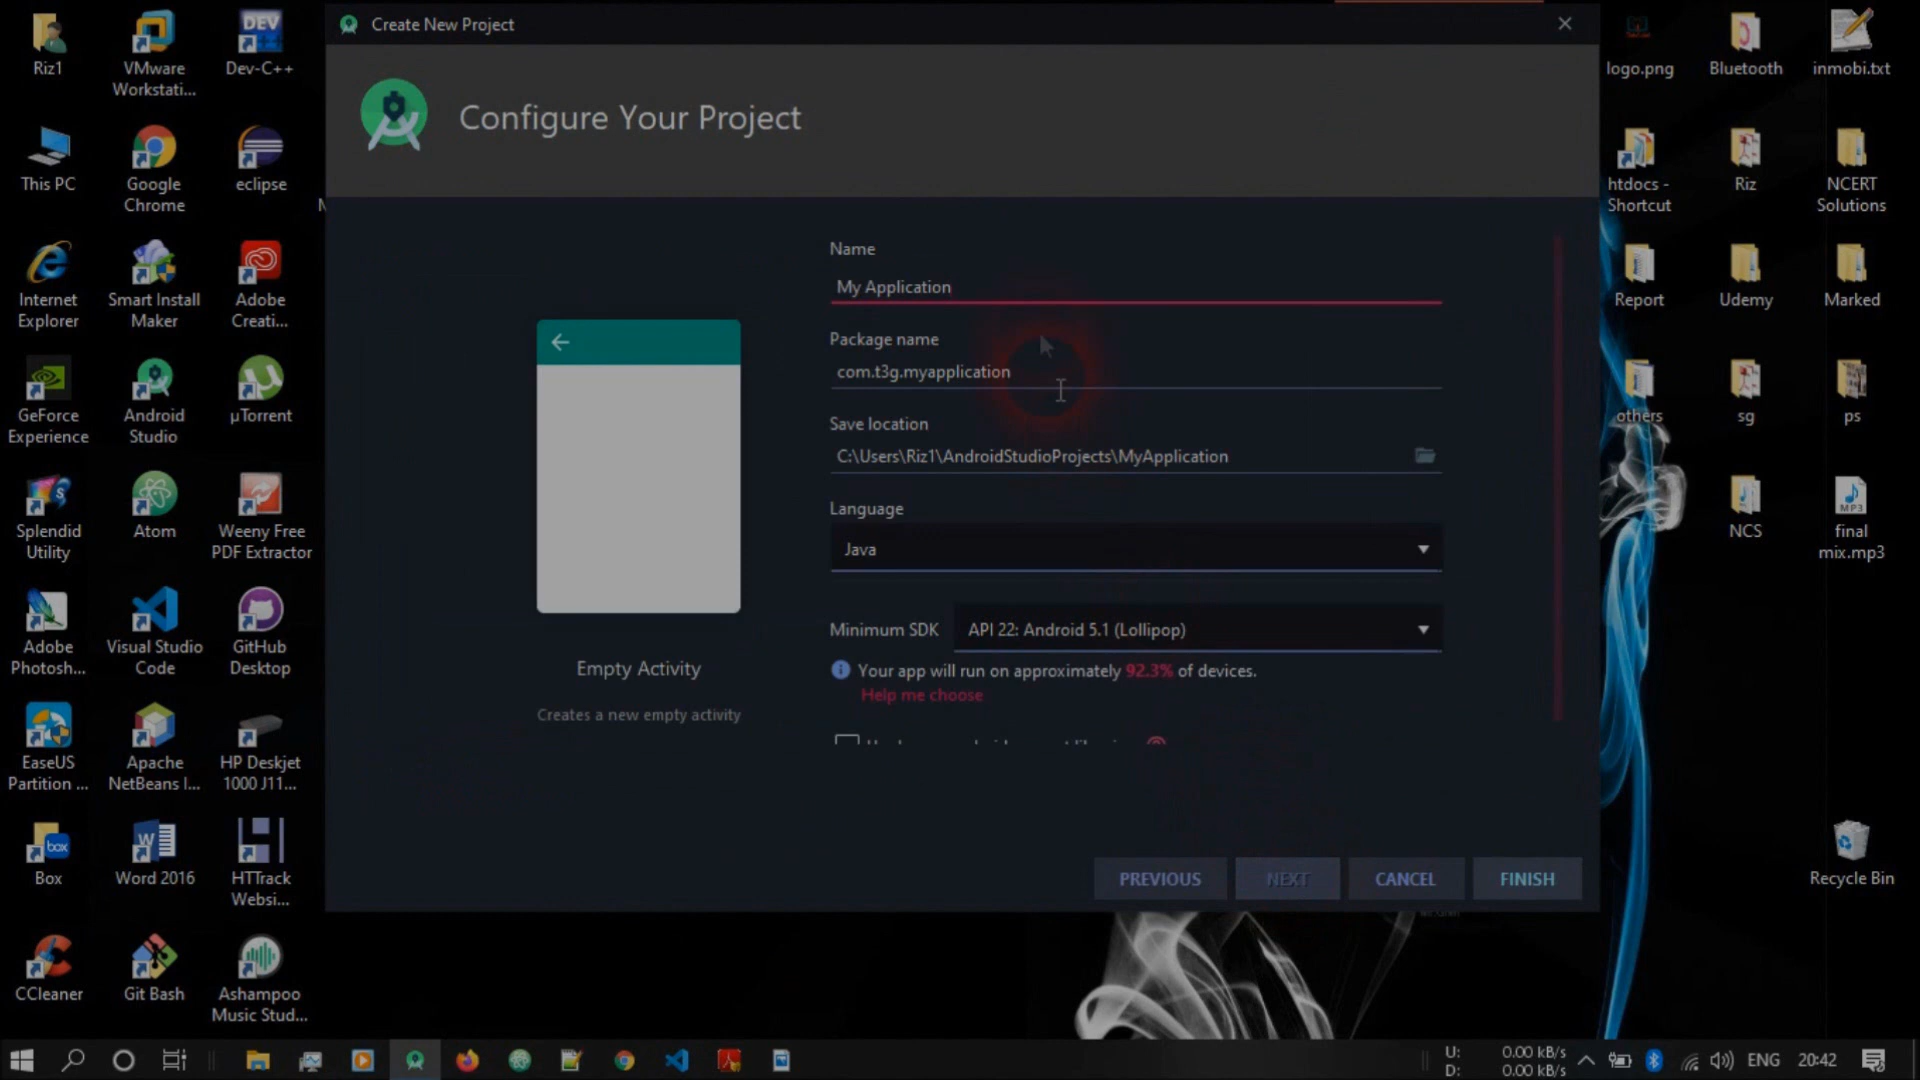 Create New Project
Configure Your Project
Name
My Application
Package name
com.t3g.myapplication
Save location
C:\Users\Riz1\AndroidStudioProjects\MyApplication
Language
Java
Minimum SDK
API 22: Android 5.1 (Lollipop)
Your app will run on approximately 92.3% of devices.
Help me choose
Empty Activity
Creates a new empty activity
PREVIOUS
NEXT
CANCEL
FINISH
Riz1
VMware
Workstati...
DEV
Dev-C++
This PC
Google
Chrome
eclipse
Internet
Explorer
Smart Install
Maker
Adobe
Creati...
GeForce
Experience
Android
Studio
µTorrent
Splendid
Utility
Atom
Weeny Free
PDF Extractor
Adobe
Photosh...
Visual Studio
Code
GitHub
Desktop
EaseUS
Partition ...
Apache
NetBeans I...
HP Deskjet
1000 J11...
box
Box
Word 2016
HTTrack
Websi...
CCleaner
Git Bash
Ashampoo
Music Stud...
logo.png
Bluetooth
inmobi.txt
htdocs -
Shortcut
Riz
NCERT
Solutions
Report
Udemy
Marked
others
sg
ps
NCS
MP3
final
mix.mp3
Recycle Bin
U:
0.00 kB/s
D:
0.00 kB/s
ENG
20:42